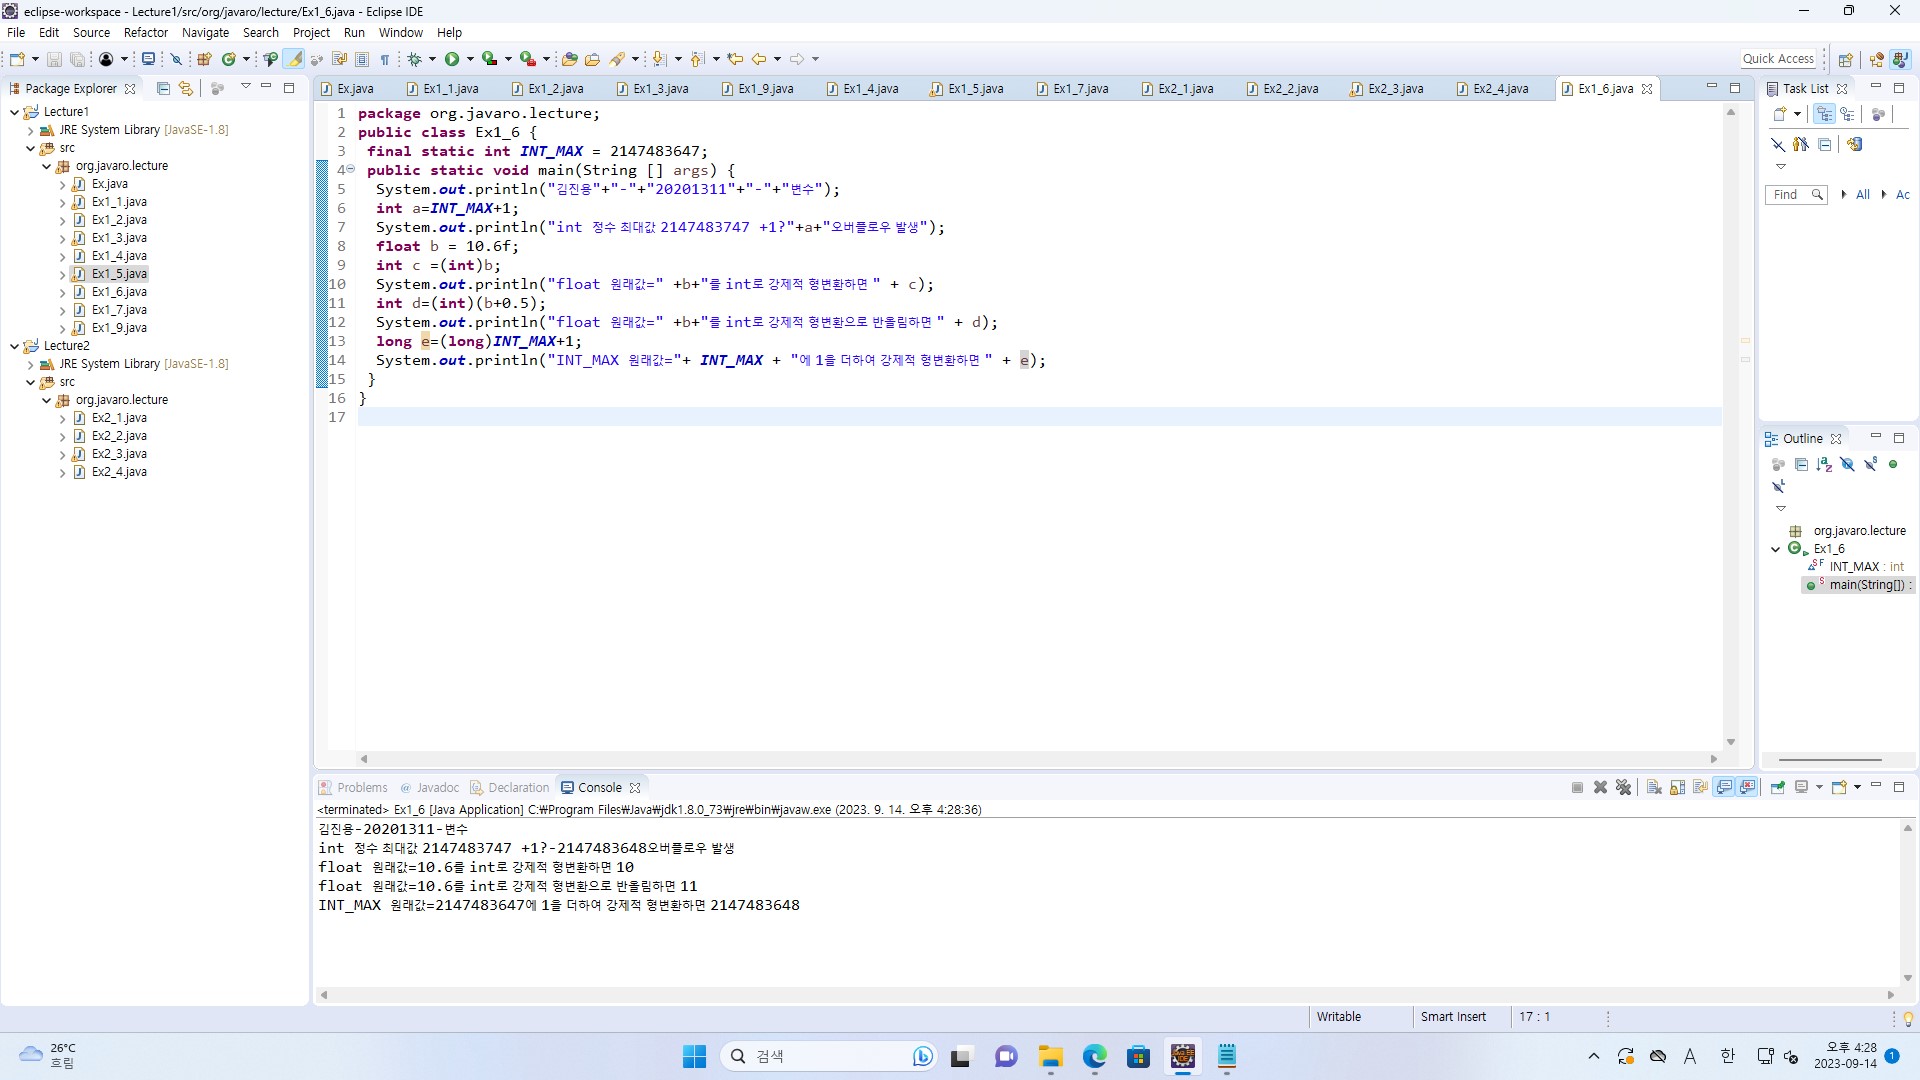 eclipse-workspace - Lecture1/src/org/javaro/lecture/Ex1_6.java - Eclipse IDE
File Edit Source Refactor Navigate Search Project Run Window Help
Quick Access
Package Explorer
Lecture1
JRE System Library [JavaSE-1.8]
src
org.javaro.lecture
Ex.java
Ex1_1.java
Ex1_2.java
Ex1_3.java
Ex1_4.java
Ex1_5.java
Ex1_6.java
Ex1_7.java
Ex1_9.java
Lecture2
JRE System Library [JavaSE-1.8]
src
org.javaro.lecture
Ex2_1.java
Ex2_2.java
Ex2_3.java
Ex2_4.java
Ex.java Ex1_1.java Ex1_2.java Ex1_3.java Ex1_9.java Ex1_4.java Ex1_5.java Ex1_7.java Ex2_1.java Ex2_2.java Ex2_3.java Ex2_4.java Ex1_6.java
1 package org.javaro.lecture;
2 public class Ex1_6 {
3 final static int INT_MAX = 2147483647;
4 public static void main(String [] args) {
5 System.out.println("김진용"+"-"+"20201311"+"-"+"변수");
6 int a=INT_MAX+1;
7 System.out.println("int 정수 최대값 2147483747 +1?"+a+"오버플로우 발생");
8 float b = 10.6f;
9 int c =(int)b;
10 System.out.println("float 원래값=" +b+"를 int로 강제적 형변환하면 " + c);
11 int d=(int)(b+0.5);
12 System.out.println("float 원래값=" +b+"를 int로 강제적 형변환으로 반올림하면 " + d);
13 long e=(long)INT_MAX+1;
14 System.out.println("INT_MAX 원래값="+ INT_MAX + "에 1을 더하여 강제적 형변환하면 " + e);
15 }
16 }
17
Task List
Find All Ac
Outline
org.javaro.lecture
Ex1_6
INT_MAX : int
main(String[]) :
Problems Javadoc Declaration Console
<terminated> Ex1_6 [Java Application] C:₩Program Files₩Java₩jdk1.8.0_73₩jre₩bin₩javaw.exe (2023. 9. 14. 오후 4:28:36)
김진용-20201311-변수
int 정수 최대값 2147483747 +1?-2147483648오버플로우 발생
float 원래값=10.6를 int로 강제적 형변환하면 10
float 원래값=10.6를 int로 강제적 형변환으로 반올림하면 11
INT_MAX 원래값=2147483647에 1을 더하여 강제적 형변환하면 2147483648
Writable Smart Insert 17 : 1
26°C
흐림
검색
A 한
오후 4:28
2023-09-14
1